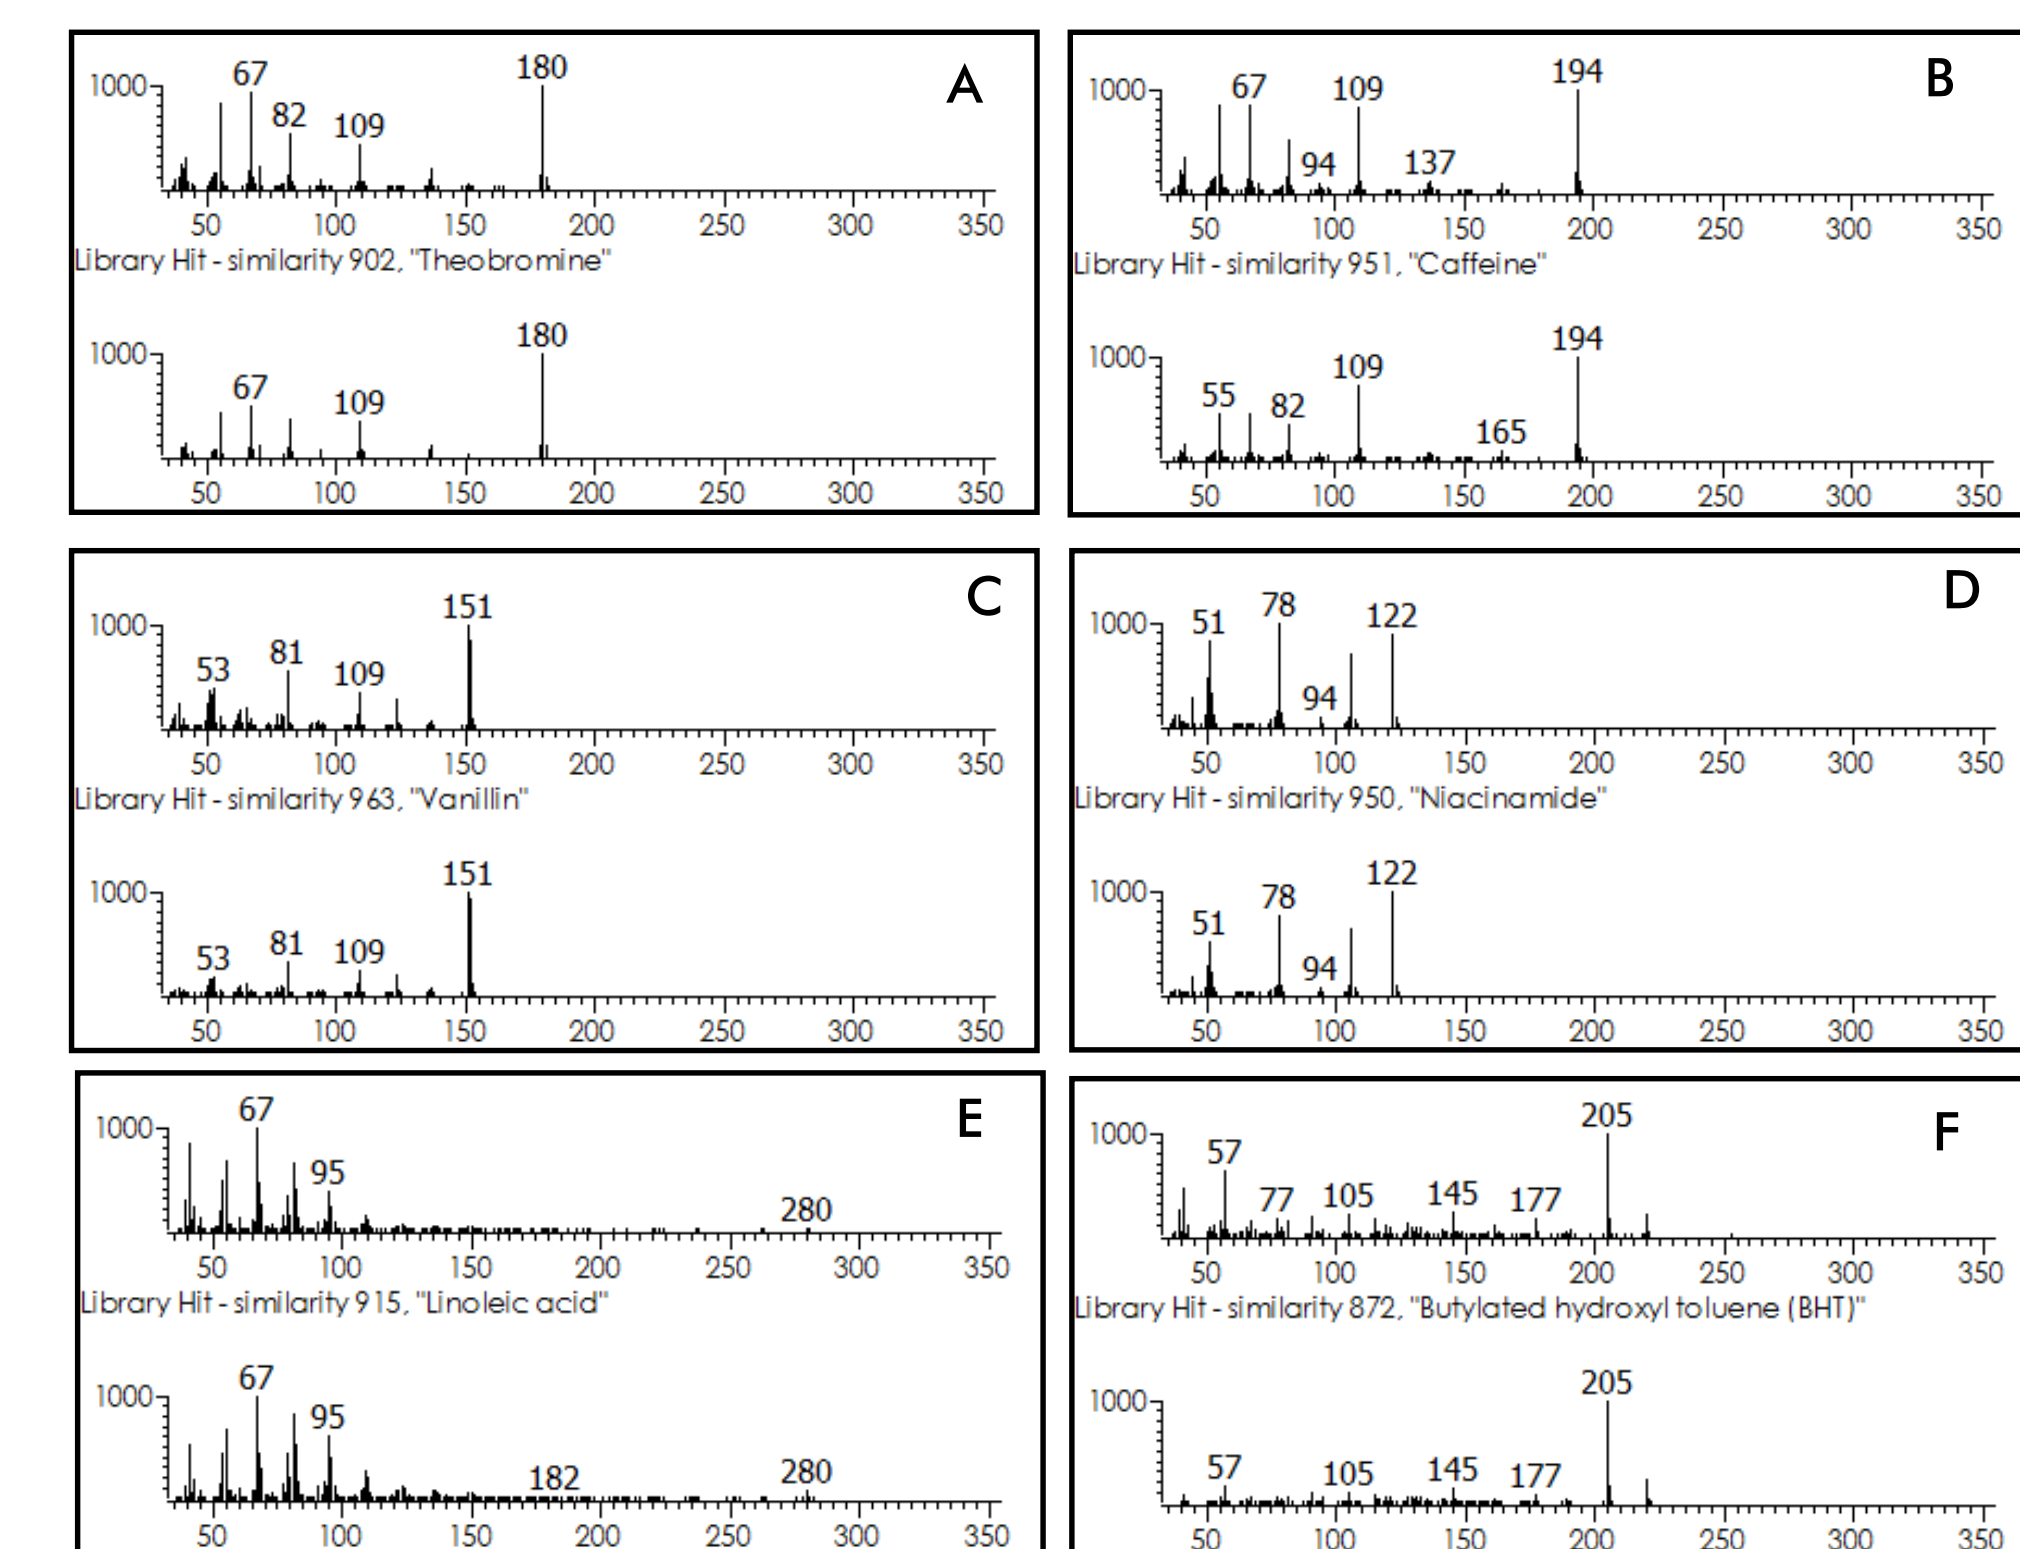 A
67
180
1000
82
109
50 100 150 200 250 300 350
Library Hit - similarity 902, "Theobromine"
180
1000
67
109
50 100 150 200 250 300 350
B
194
67
109
1000
94
137
50 100 150 200 250 300 350
Library Hit - similarity 951, "Caffeine"
194
1000
109
55
82
165
50 100 150 200 250 300 350
C
151
1000
81
53
109
50 100 150 200 250 300 350
Library Hit - similarity 963, "Vanillin"
151
1000
81
109
53
50 100 150 200 250 300 350
D
78
122
51
1000
94
50 100 150 200 250 300 350
Library Hit - similarity 950, "Niacinamide"
122
1000
78
51
94
50 100 150 200 250 300 350
E
67
1000
95
280
50 100 150 200 250 300 350
Library Hit - similarity 915, "Linoleic acid"
67
1000
95
182
280
50 100 150 200 250 300 350
F
205
1000
57
77
105
145
177
50 100 150 200 250 300 350
Library Hit - similarity 872, "Butylated hydroxyl toluene (BHT)"
205
1000
57
105
145
177
50 100 150 200 250 300 350